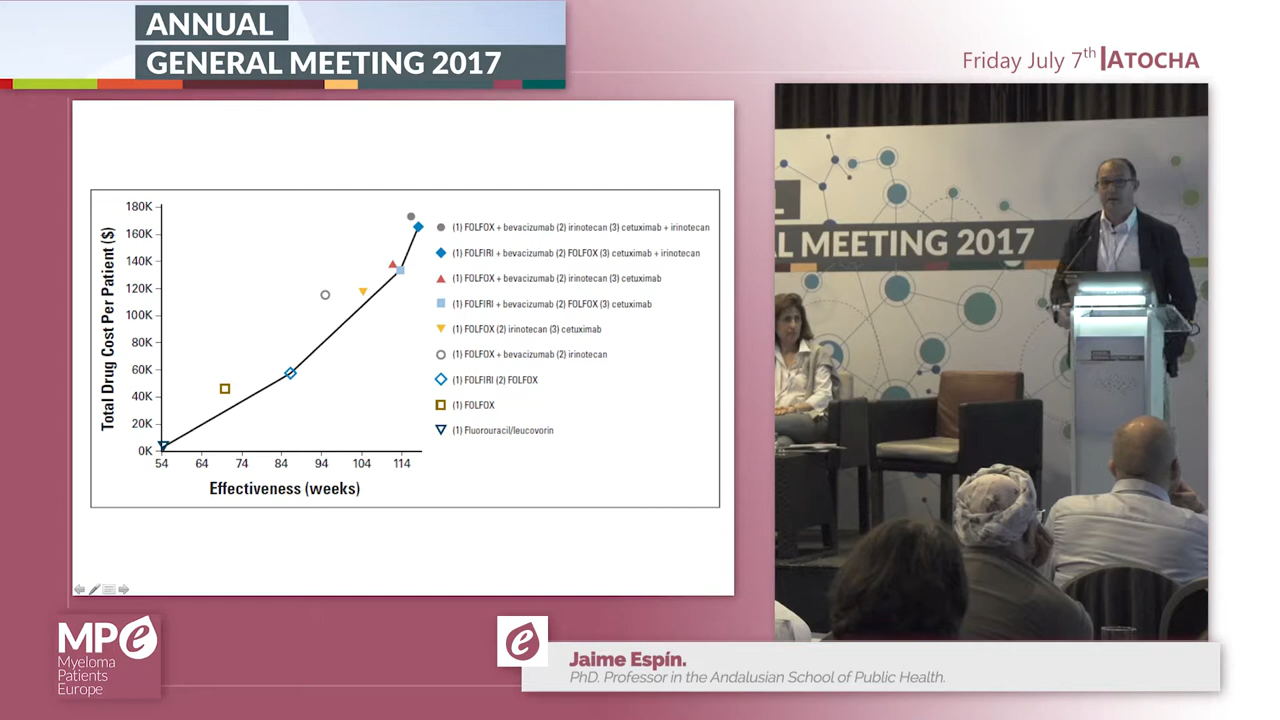 ANNUAL
GENERAL MEETING 2017
Friday July 7th | ATOCHA
180K
160K
140K
120K
100K
80K
60K
40K
20K
0K
Total Drug Cost Per Patient ($)
54 64 74 84 94 104 114
Effectiveness (weeks)
(1) FOLFOX + bevacizumab (2) irinotecan (3) cetuximab + irinotecan
(1) FOLFIRI + bevacizumab (2) FOLFOX (3) cetuximab + irinotecan
(1) FOLFOX + bevacizumab (2) irinotecan (3) cetuximab
(1) FOLFIRI + bevacizumab (2) FOLFOX (3) cetuximab
(1) FOLFOX (2) irinotecan (3) cetuximab
(1) FOLFOX + bevacizumab (2) irinotecan
(1) FOLFIRI (2) FOLFOX
(1) FOLFOX
(1) Fluorouracil/leucovorin
L MEETING 2017
MPe
Myeloma
Patients
Europe
e
Jaime Espín.
PhD. Professor in the Andalusian School of Public Health.